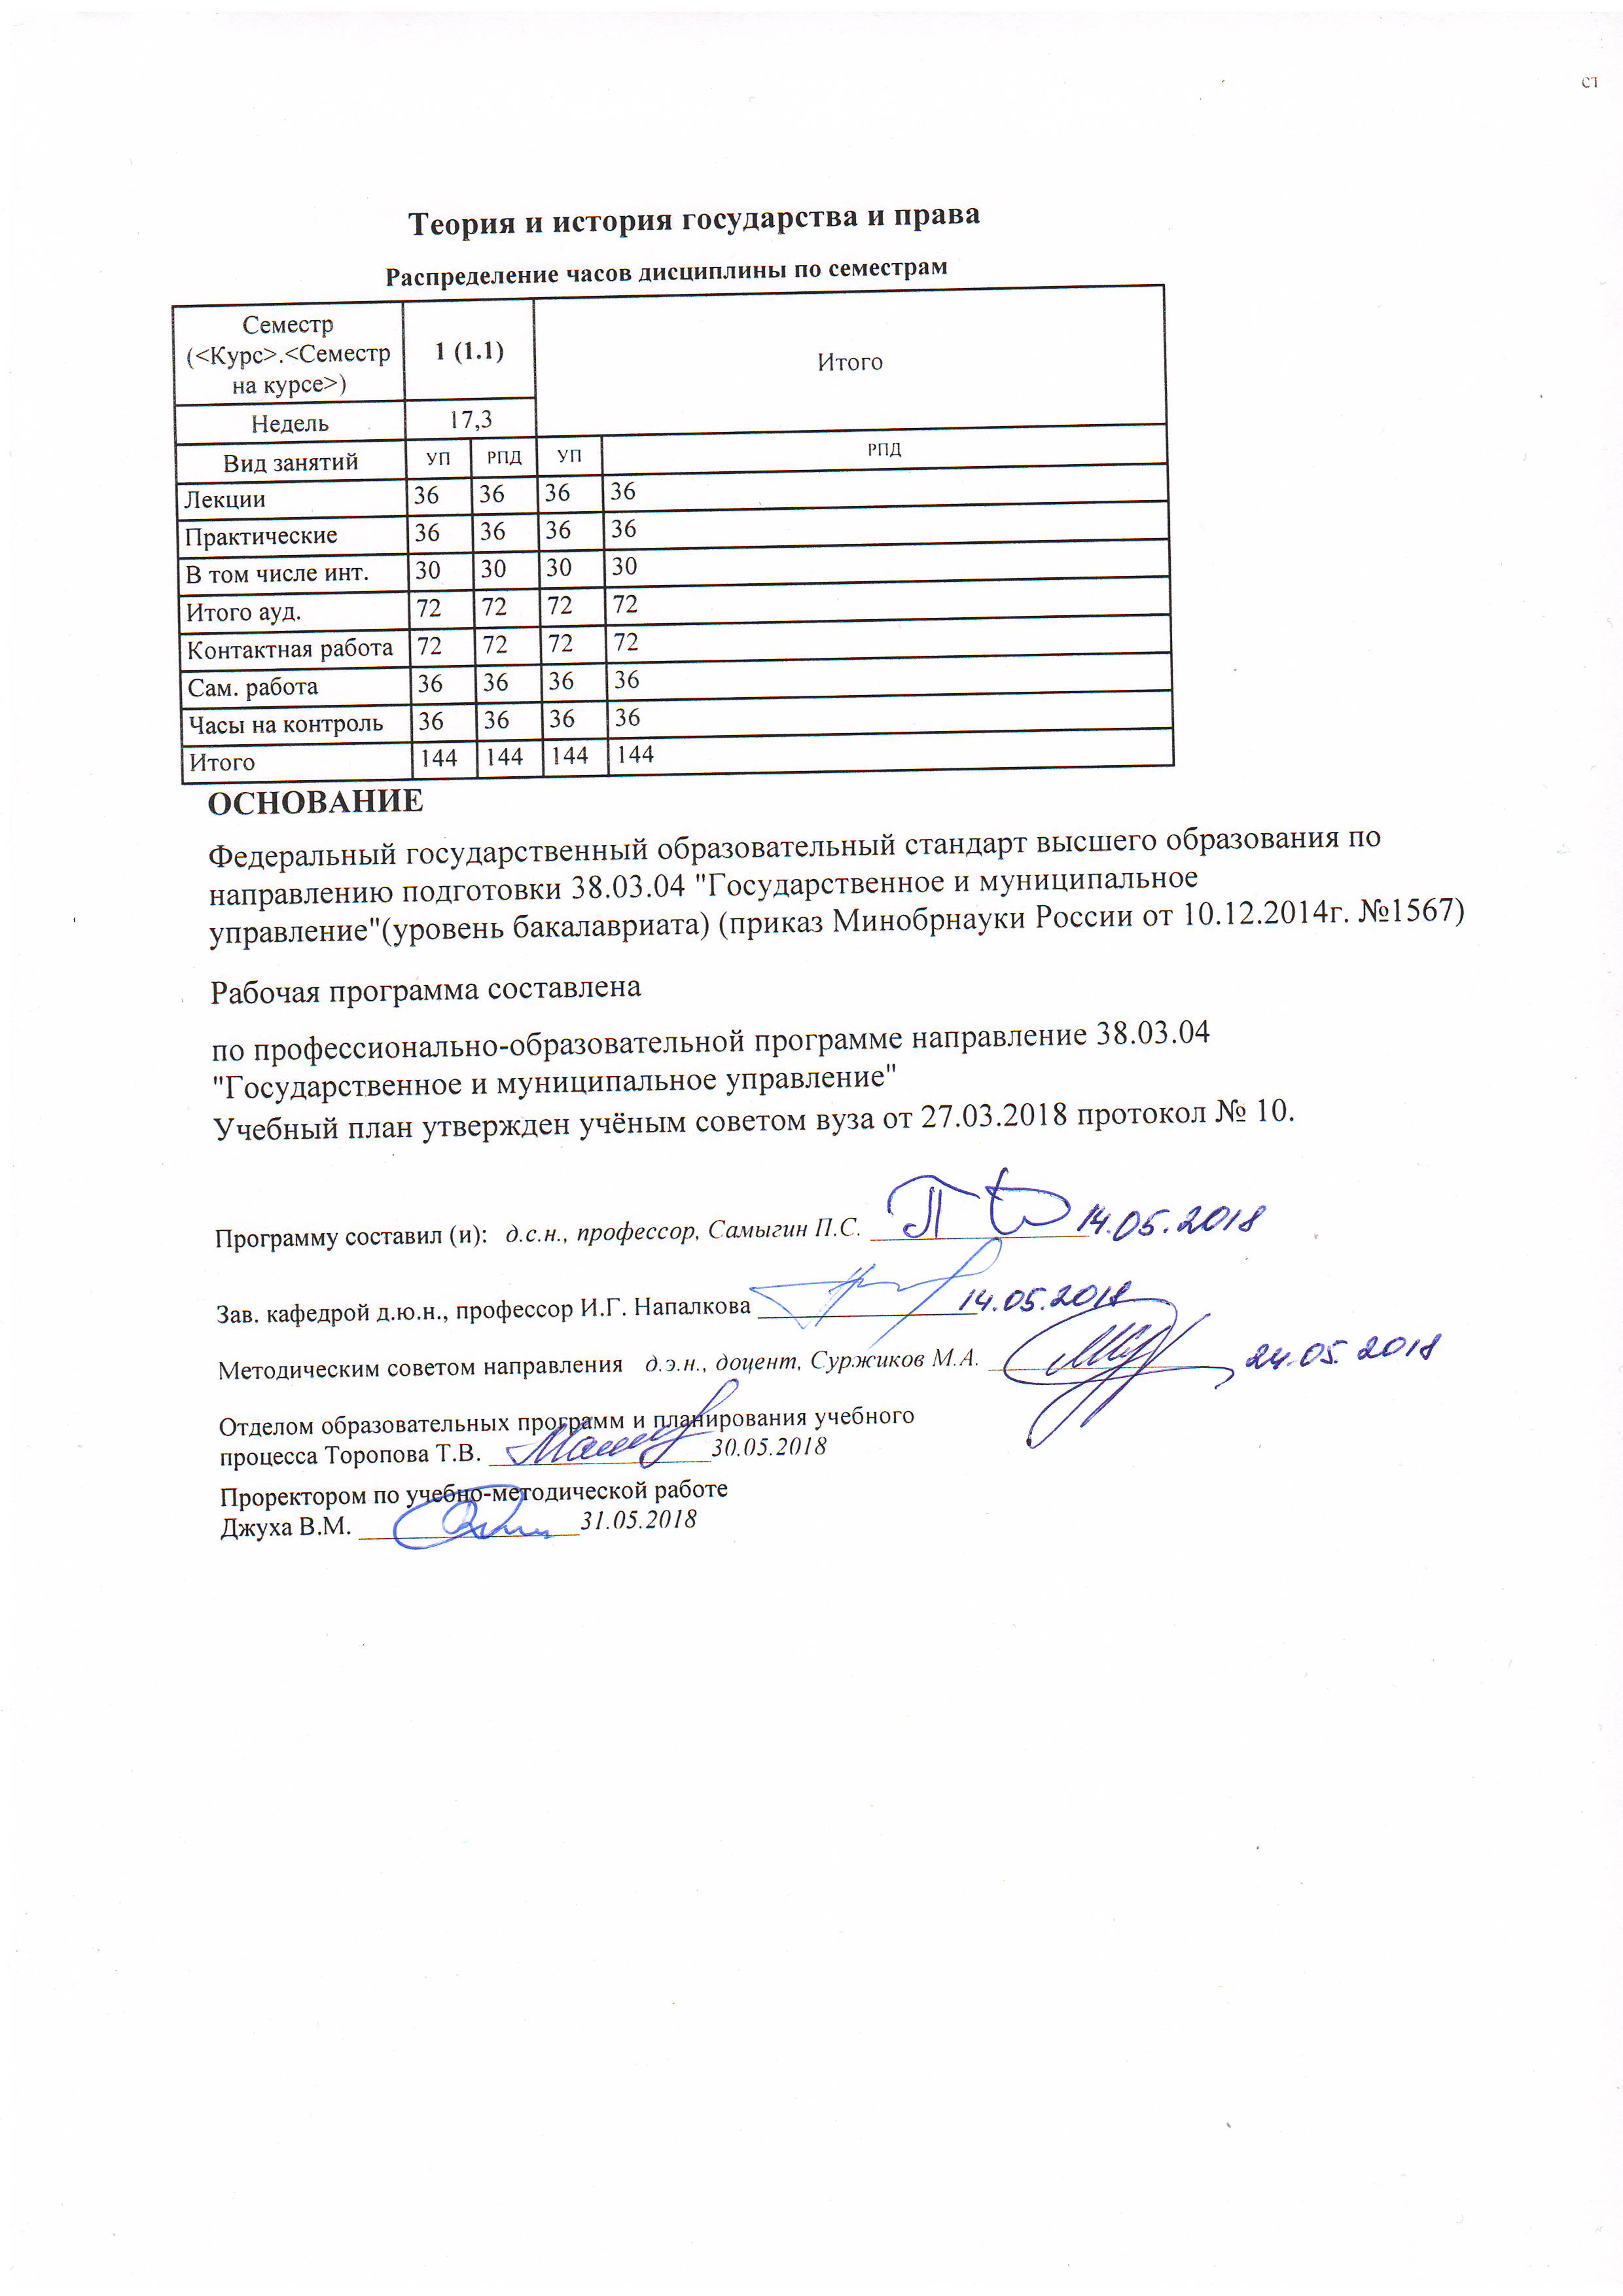 ст
Теория и история государства и права
Распределение часов дисциплины по семестрам
Семестр
(<Курс>.<Семестр
на курсе>)
1 (1.1)
Итого
Недель 17,3
Вид занятий УП РПД УП РПД
Лекции 36 36 36 36
Практические 36 36 36 36
В том числе инт. 30 30 30 30
Итого ауд. 72 72 72 72
Контактная работа 72 72 72 72
Сам. работа 36 36 36 36
Часы на контроль 36 36 36 36
Итого 144 144 144 144
ОСНОВАНИЕ
Федеральный государственный образовательный стандарт высшего образования по
направлению подготовки 38.03.04 "Государственное и муниципальное
управление"(уровень бакалавриата) (приказ Минобрнауки России от 10.12.2014г. №1567)
Рабочая программа составлена
по профессионально-образовательной программе направление 38.03.04
"Государственное и муниципальное управление"
Учебный план утвержден учёным советом вуза от 27.03.2018 протокол № 10.
Программу составил (и): д.с.н., профессор, Самыгин П.С. 14.05.2018
Зав. кафедрой д.ю.н., профессор И.Г. Напалкова 14.05.2018
Методическим советом направления д.э.н., доцент, Суржиков М.А. 24.05.2018
Отделом образовательных программ и планирования учебного
процесса Торопова Т.В. 30.05.2018
Проректором по учебно-методической работе
Джуха В.М. 31.05.2018